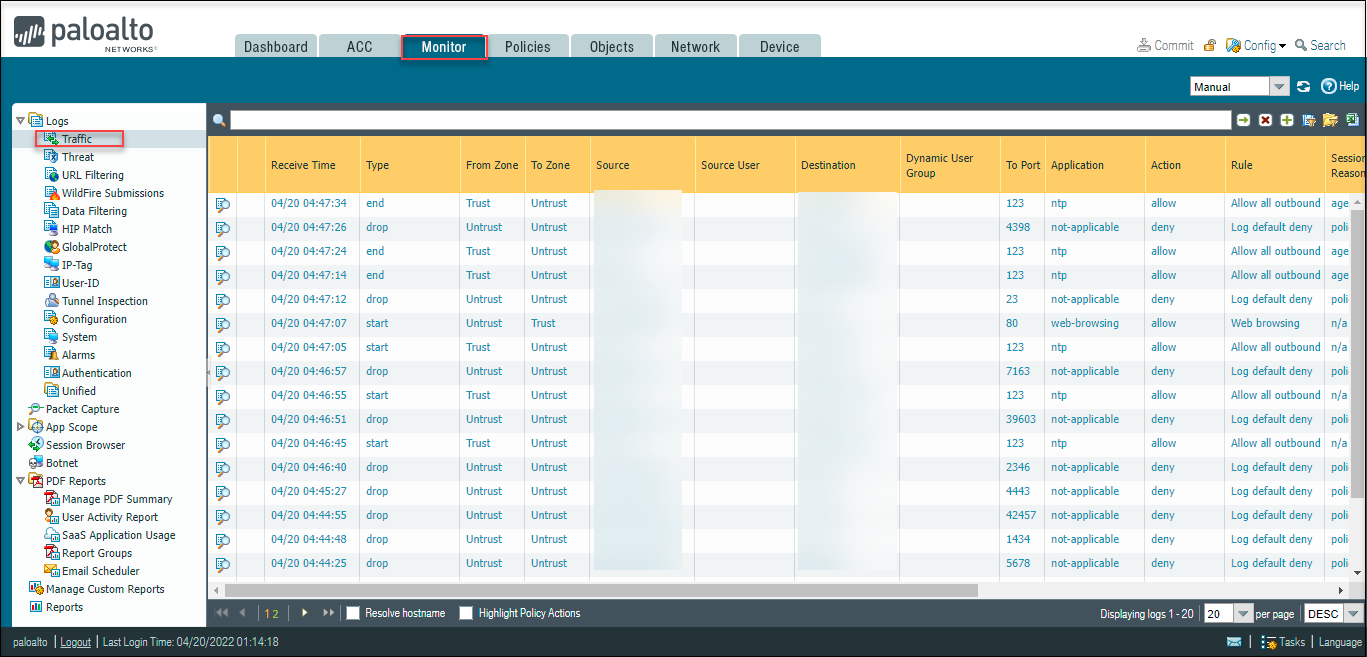 paloalto
NETWORKS®
Dashboard ACC Monitor Policies Objects Network Device
Commit Config Search
Manual Help
Logs
Traffic
Threat
URL Filtering
WildFire Submissions
Data Filtering
HIP Match
GlobalProtect
IP-Tag
User-ID
Tunnel Inspection
Configuration
System
Alarms
Authentication
Unified
Packet Capture
App Scope
Session Browser
Botnet
PDF Reports
Manage PDF Summary
User Activity Report
SaaS Application Usage
Report Groups
Email Scheduler
Manage Custom Reports
Reports
Receive Time Type From Zone To Zone Source Source User Destination Dynamic User Group To Port Application Action Rule Session Reason
04/20 04:47:34 end Trust Untrust 123 ntp allow Allow all outbound age
04/20 04:47:26 drop Untrust Untrust 4398 not-applicable deny Log default deny poli
04/20 04:47:24 end Trust Untrust 123 ntp allow Allow all outbound age
04/20 04:47:14 end Trust Untrust 123 ntp allow Allow all outbound age
04/20 04:47:12 drop Untrust Untrust 23 not-applicable deny Log default deny poli
04/20 04:47:07 start Untrust Trust 80 web-browsing allow Web browsing n/a
04/20 04:47:05 start Trust Untrust 123 ntp allow Allow all outbound n/a
04/20 04:46:57 drop Untrust Untrust 7163 not-applicable deny Log default deny poli
04/20 04:46:55 start Trust Untrust 123 ntp allow Allow all outbound n/a
04/20 04:46:51 drop Untrust Untrust 39603 not-applicable deny Log default deny poli
04/20 04:46:45 start Trust Untrust 123 ntp allow Allow all outbound n/a
04/20 04:46:40 drop Untrust Untrust 2346 not-applicable deny Log default deny poli
04/20 04:45:27 drop Untrust Untrust 4443 not-applicable deny Log default deny poli
04/20 04:44:55 drop Untrust Untrust 42457 not-applicable deny Log default deny poli
04/20 04:44:48 drop Untrust Untrust 1434 not-applicable deny Log default deny poli
04/20 04:44:25 drop Untrust Untrust 5678 not-applicable deny Log default deny poli
1 2 Resolve hostname Highlight Policy Actions Displaying logs 1 - 20 20 per page DESC
paloalto | Logout | Last Login Time: 04/20/2022 01:14:18 | Tasks | Language